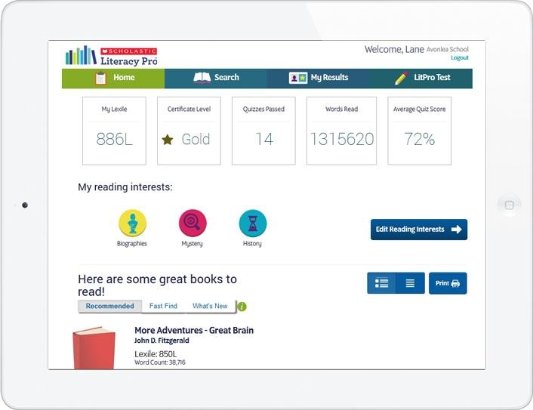 SCHOLASTIC
Literacy Pro
Welcome, Lane Avonlea School
Logout
Home
Search
My Results
LitPro Test
My Lexile
Certificate Level
Quizzes Passed
Words Read
Average Quiz Score
886L
Gold
14
1315620
72%
My reading interests:
Biographies
Mystery
History
Edit Reading Interests
Here are some great books to
read!
Print
Recommended
Fast Find
What's New
i
More Adventures - Great Brain
John D. Fitzgerald
Lexile: 850L
Word Count: 38,716